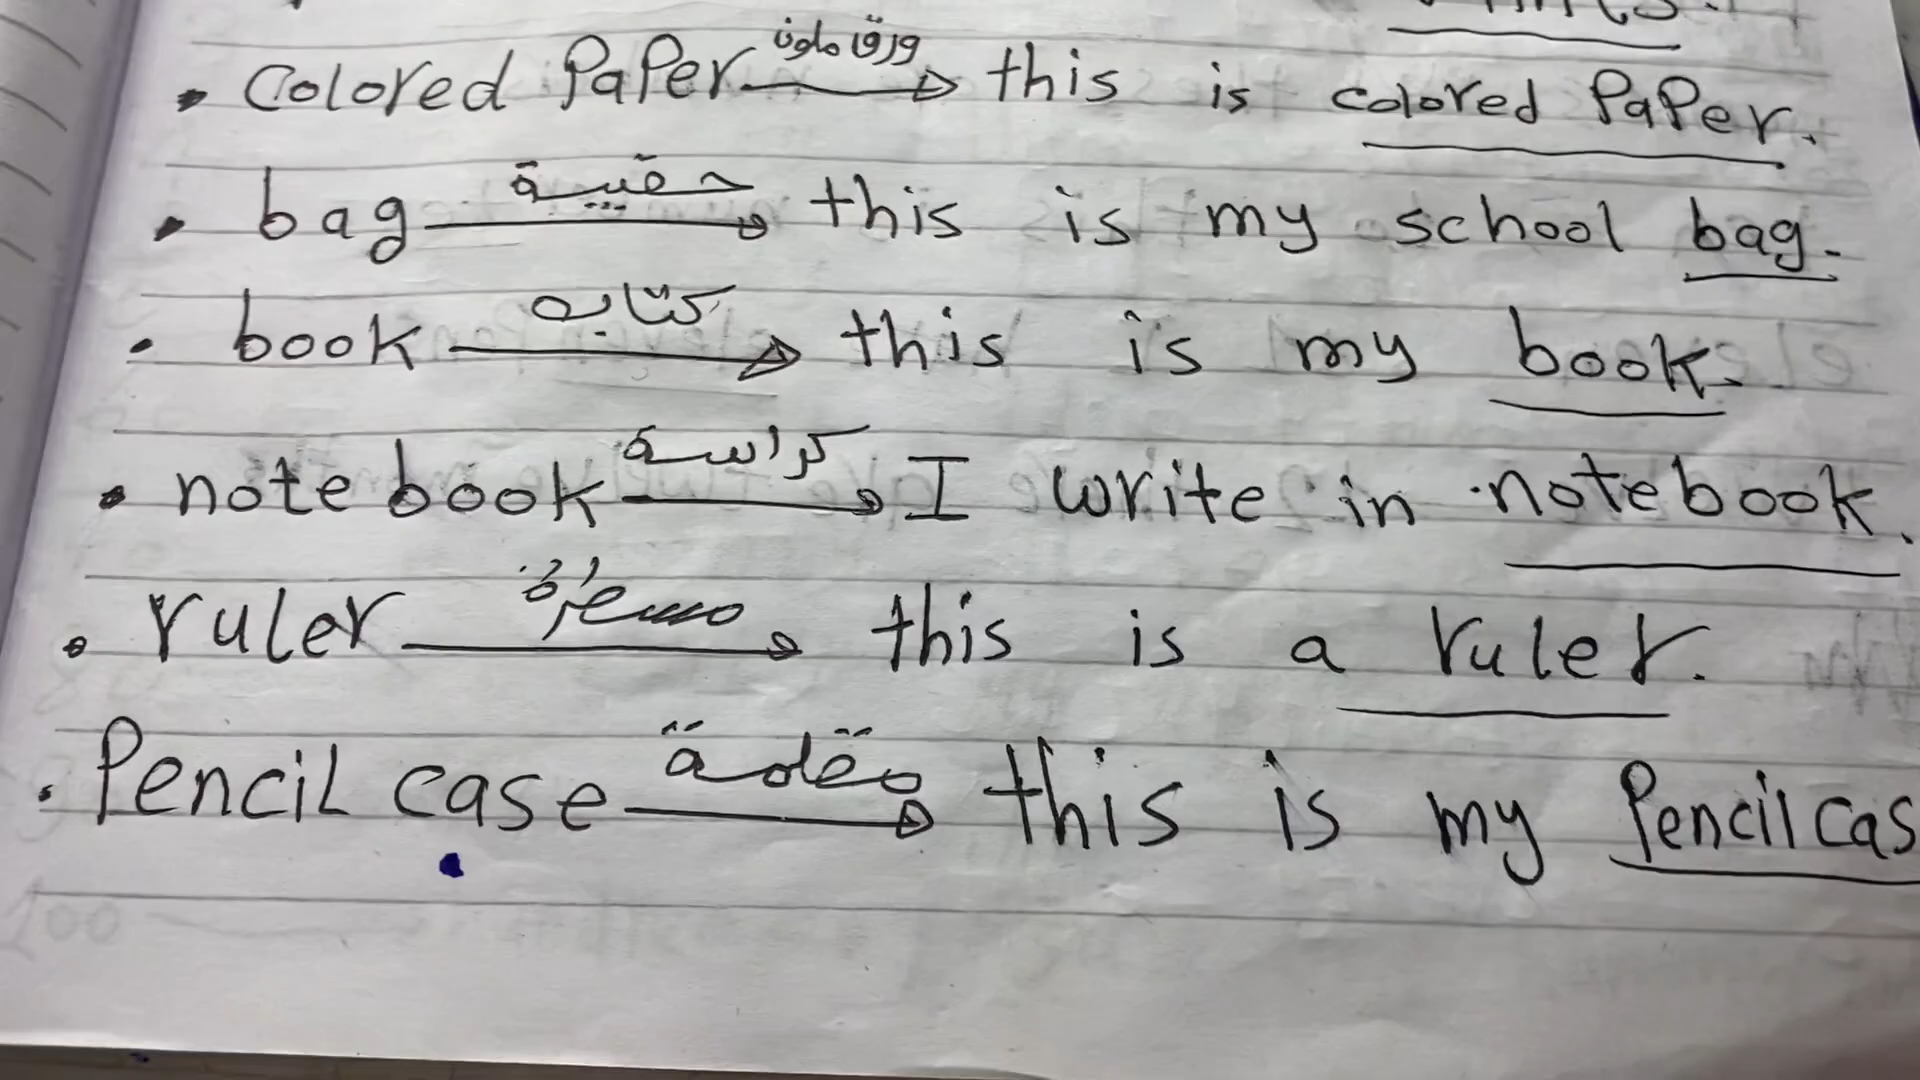 • Colored Paper ورق ملون → this is colored Paper.
• bag حقيبة → this is my school bag.
• book كتاب → this is my book.
• notebook كراسة → I write in notebook.
• ruler مسطرة → this is a ruler.
• Pencil case مقلمة → this is my Pencil cas